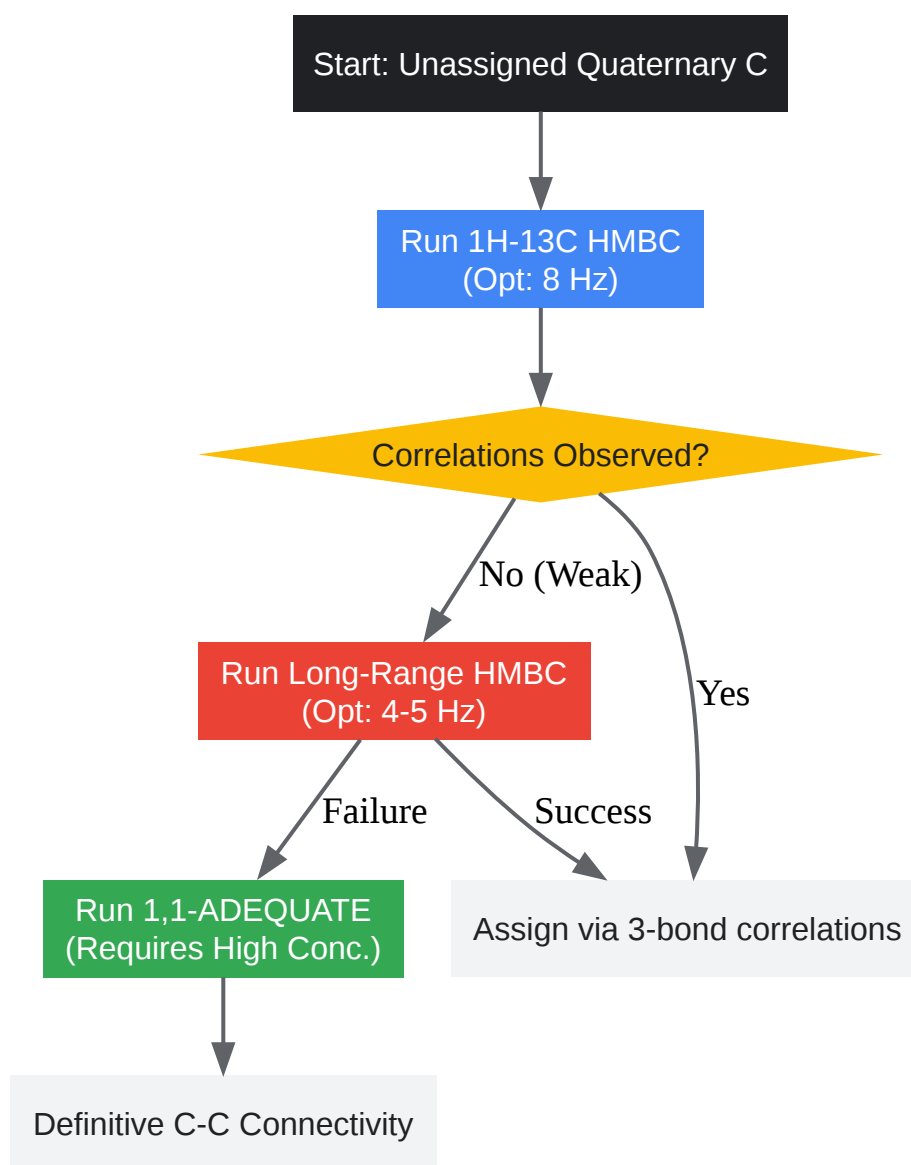 Start: Unassigned Quaternary C
Run 1H-13C HMBC
(Opt: 8 Hz)
Correlations Observed?
No (Weak)
Run Long-Range HMBC
(Opt: 4-5 Hz)
Yes
Failure
Success
Run 1,1-ADEQUATE
(Requires High Conc.)
Assign via 3-bond correlations
Definitive C-C Connectivity